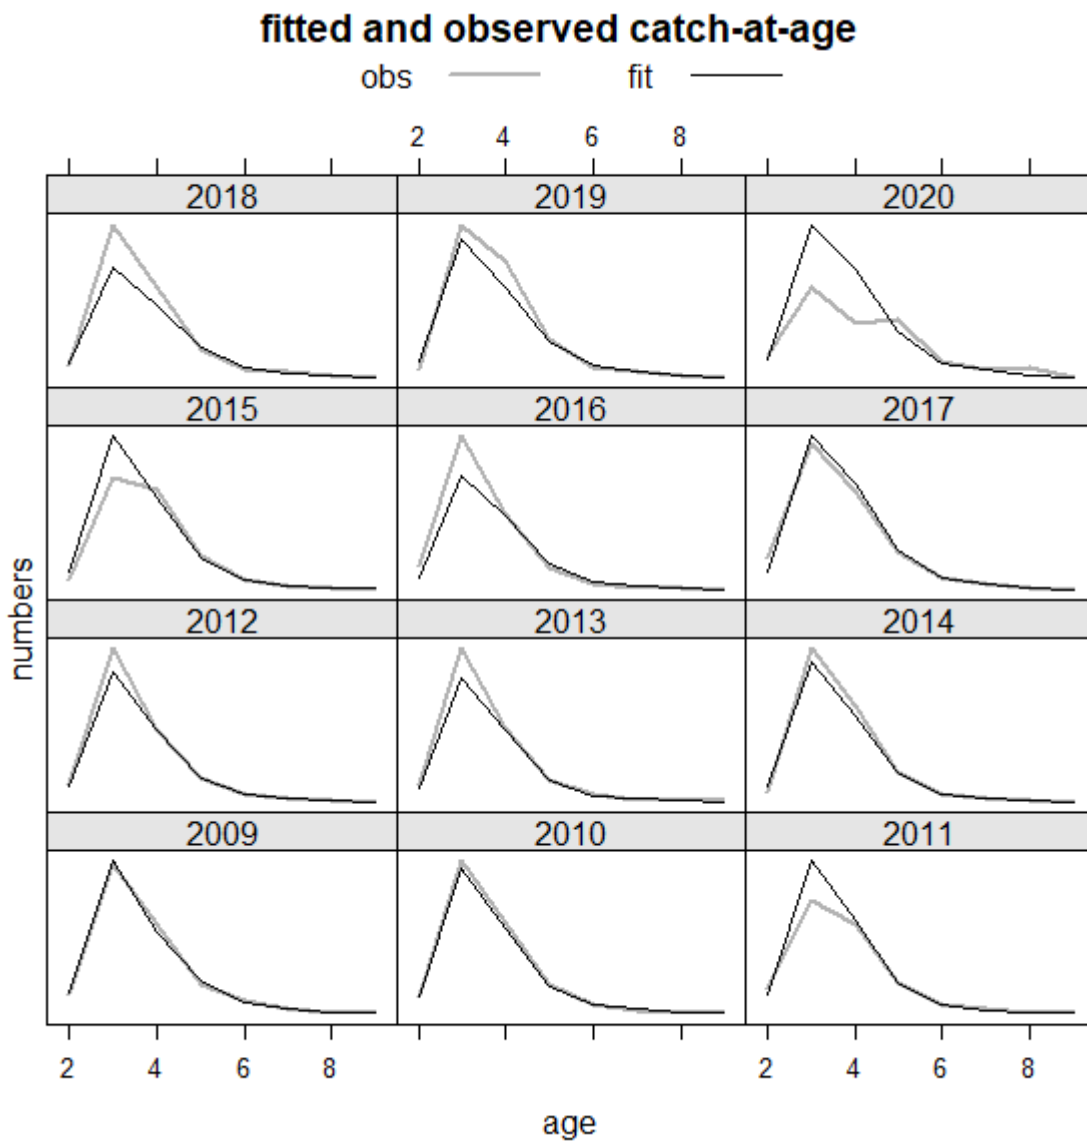 fitted and observed catch-at-age
obs fit
2 4 6 8
2018 2019 2020
2015 2016 2017
numbers
2012 2013 2014
2009 2010 2011
2 4 6 8 2 4 6 8
age